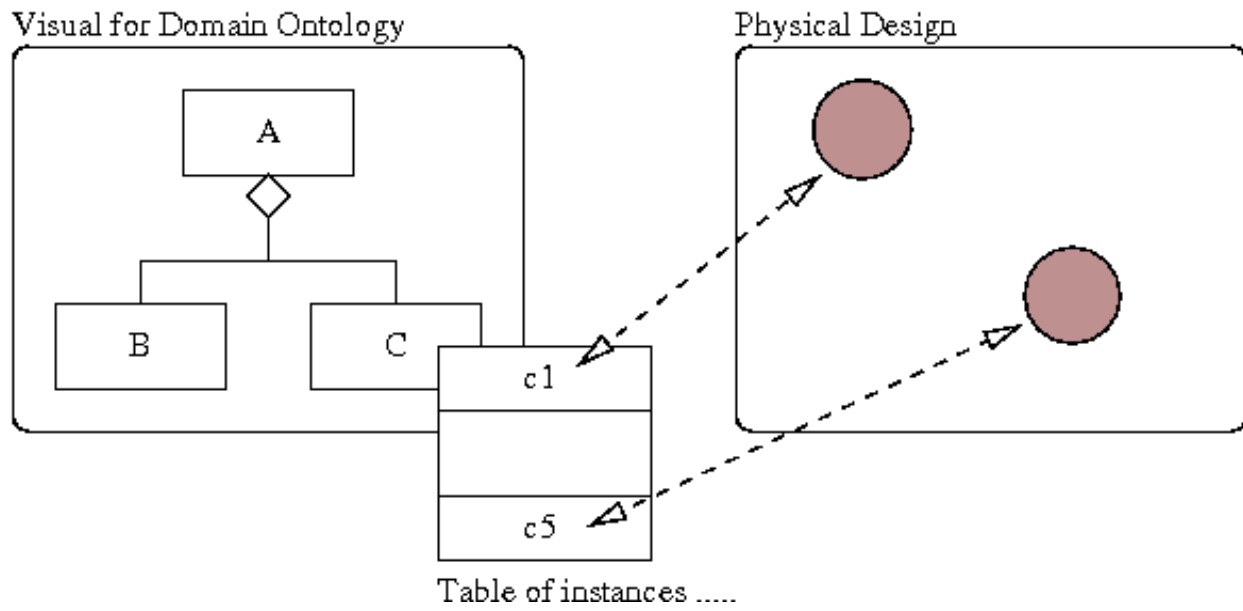 Visual for Domain Ontology
Physical Design
A
B
C
c1
c5
Table of instances .....